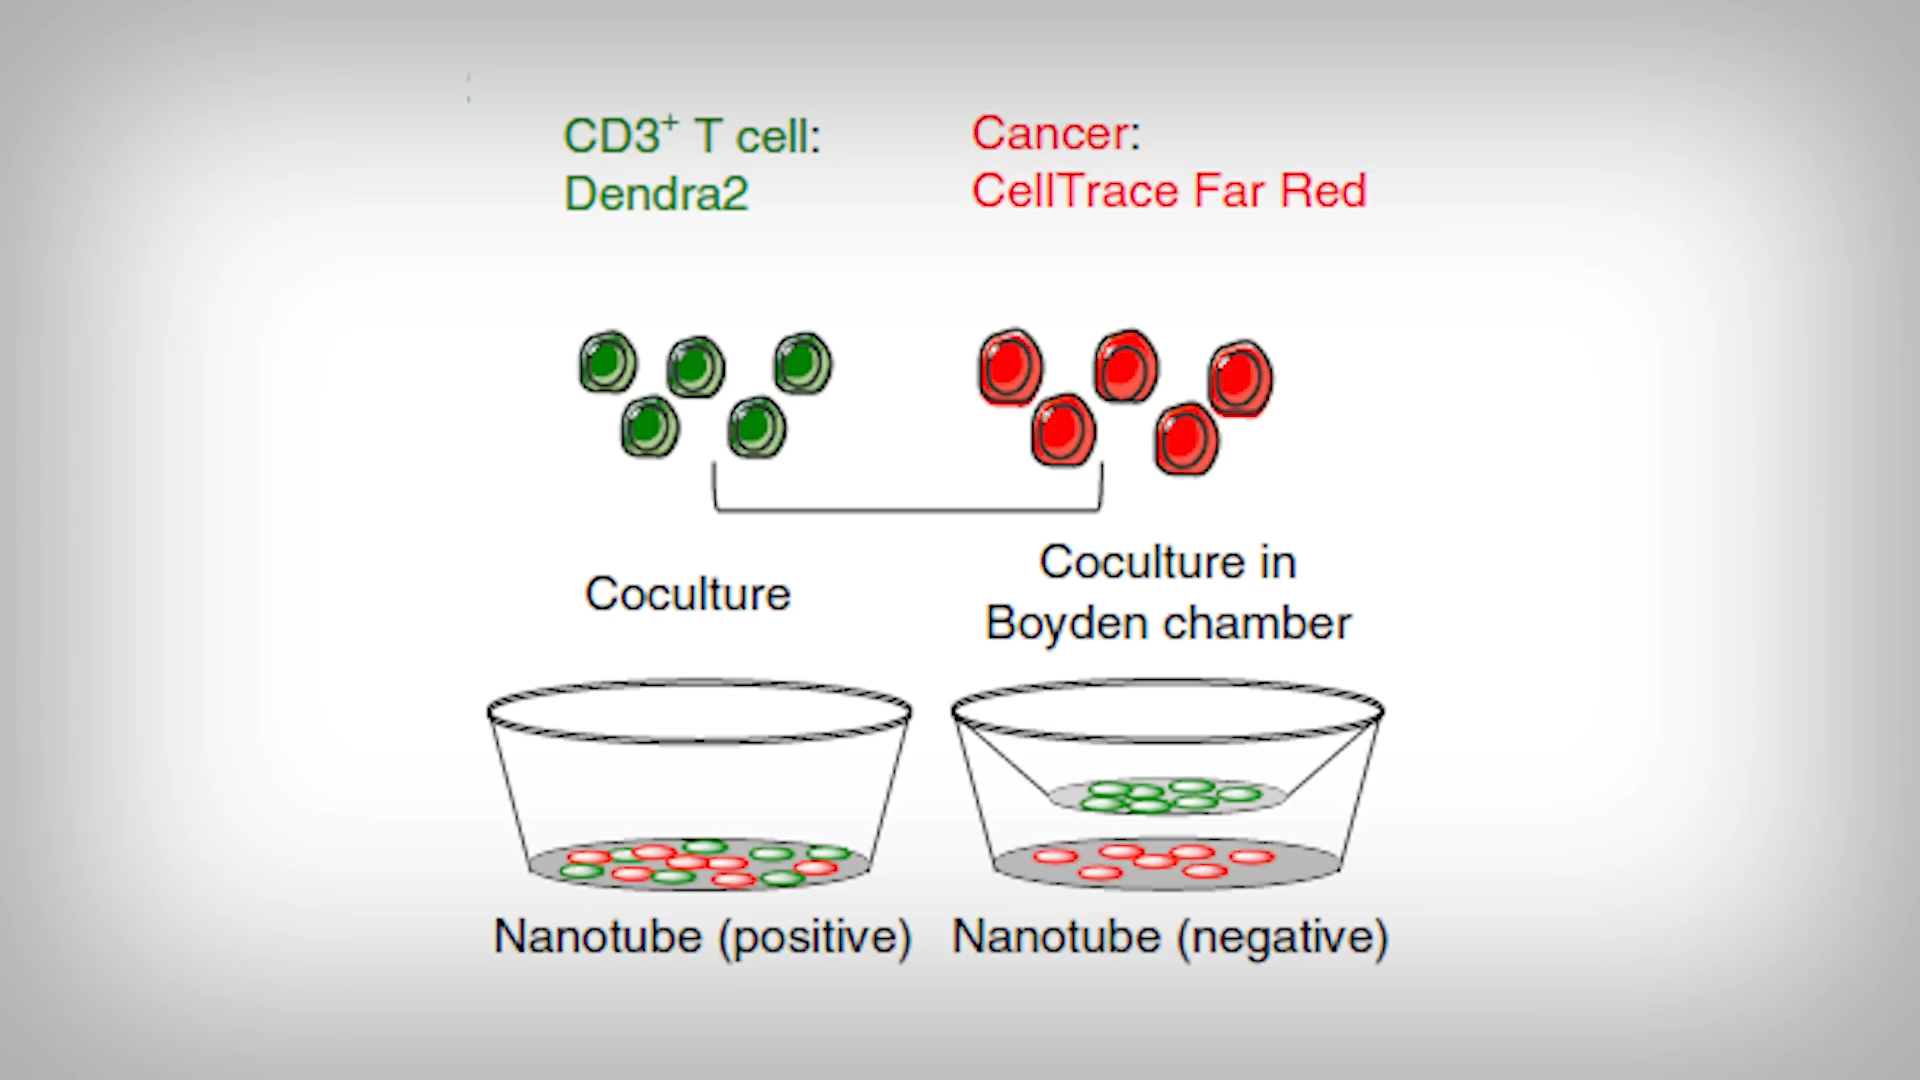 CD3⁺ T cell:
Dendra2
Cancer:
CellTrace Far Red
Coculture
Coculture in
Boyden chamber
Nanotube (positive)
Nanotube (negative)